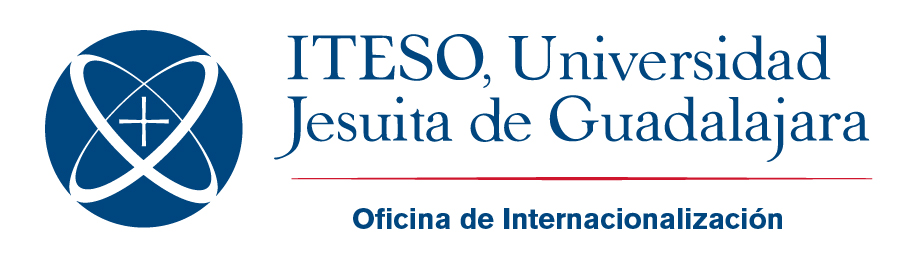 ITESO, Universidad
Jesuita de Guadalajara
Oficina de Internacionalización